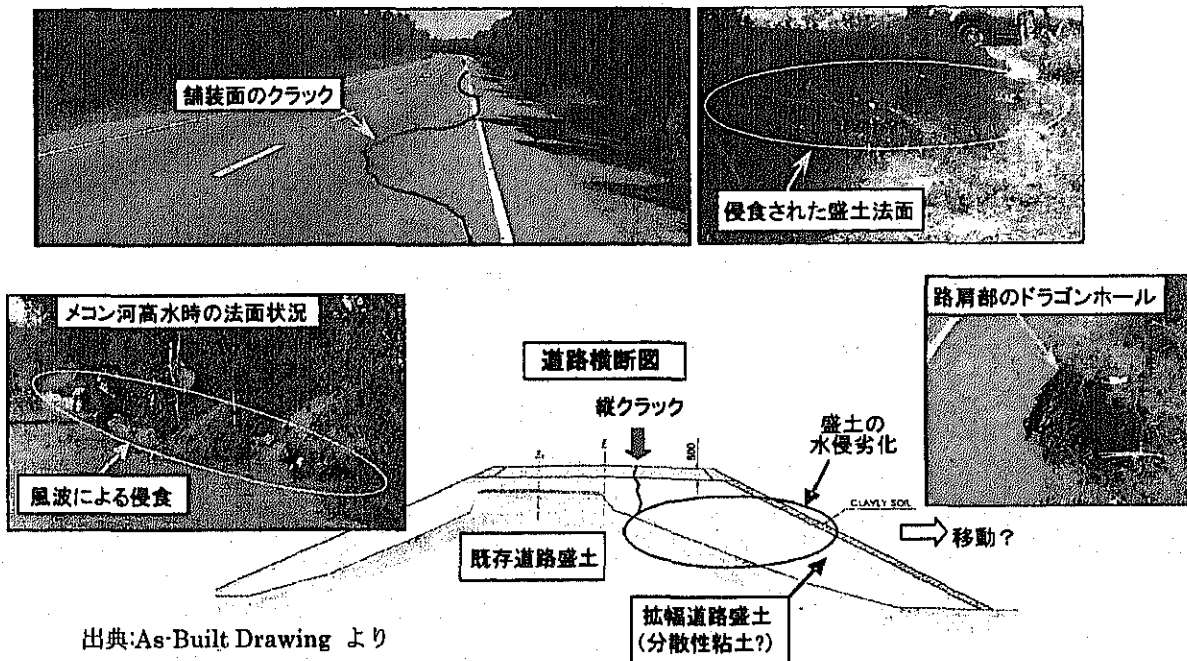 舗装面のクラック
侵食された盛土法面
メコン河高水時の法面状況
風波による侵食
路肩部のドラゴンホール
道路横断図
縦クラック
盛土の
水侵劣化
500
CLAYLY SOIL
移動?
既存道路盛土
拡幅道路盛土
(分散性粘土?)
出典:As-Built Drawing より